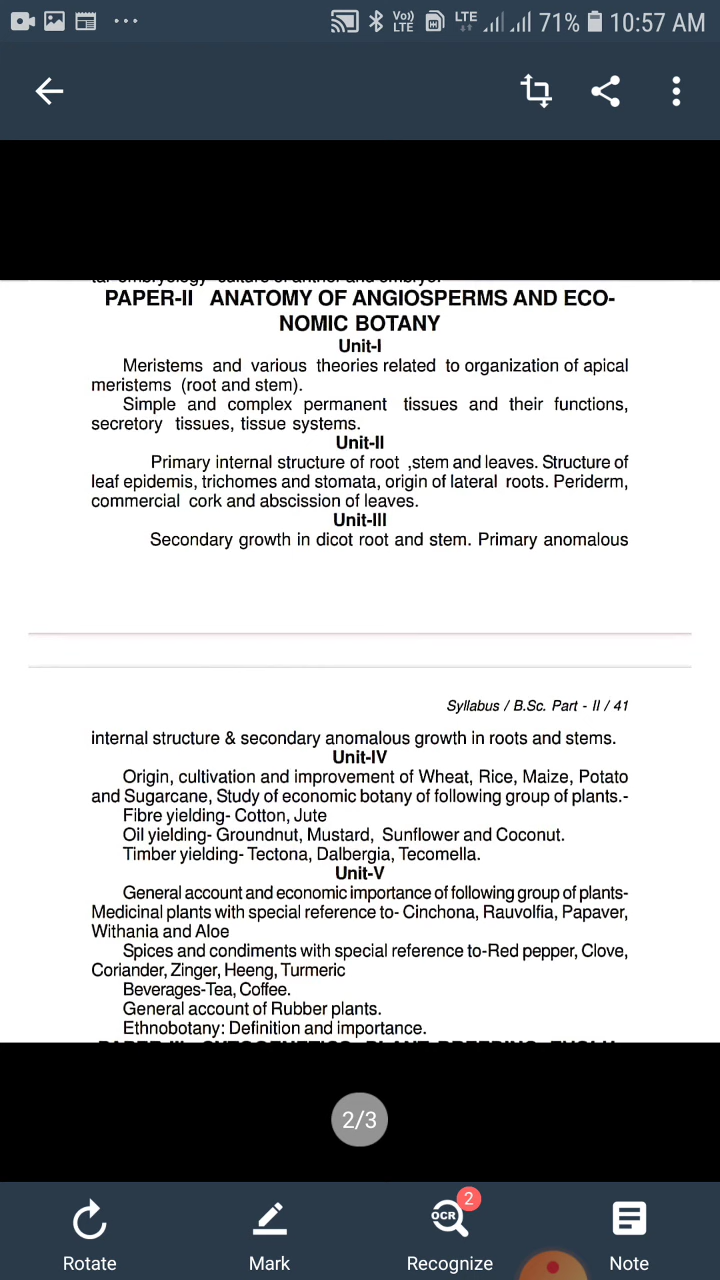 71% 10:57 AM
PAPER-II ANATOMY OF ANGIOSPERMS AND ECO-
NOMIC BOTANY
Unit-I
Meristems and various theories related to organization of apical
meristems (root and stem).
Simple and complex permanent tissues and their functions,
secretory tissues, tissue systems.
Unit-II
Primary internal structure of root ,stem and leaves. Structure of
leaf epidemis, trichomes and stomata, origin of lateral roots. Periderm,
commercial cork and abscission of leaves.
Unit-III
Secondary growth in dicot root and stem. Primary anomalous
Syllabus / B.Sc. Part - II / 41
internal structure & secondary anomalous growth in roots and stems.
Unit-IV
Origin, cultivation and improvement of Wheat, Rice, Maize, Potato
and Sugarcane, Study of economic botany of following group of plants.-
Fibre yielding- Cotton, Jute
Oil yielding- Groundnut, Mustard, Sunflower and Coconut.
Timber yielding- Tectona, Dalbergia, Tecomella.
Unit-V
General account and economic importance of following group of plants-
Medicinal plants with special reference to- Cinchona, Rauvolfia, Papaver,
Withania and Aloe
Spices and condiments with special reference to-Red pepper, Clove,
Coriander, Zinger, Heeng, Turmeric
Beverages-Tea, Coffee.
General account of Rubber plants.
Ethnobotany: Definition and importance.
2/3
OCR 2
Rotate Mark Recognize Note